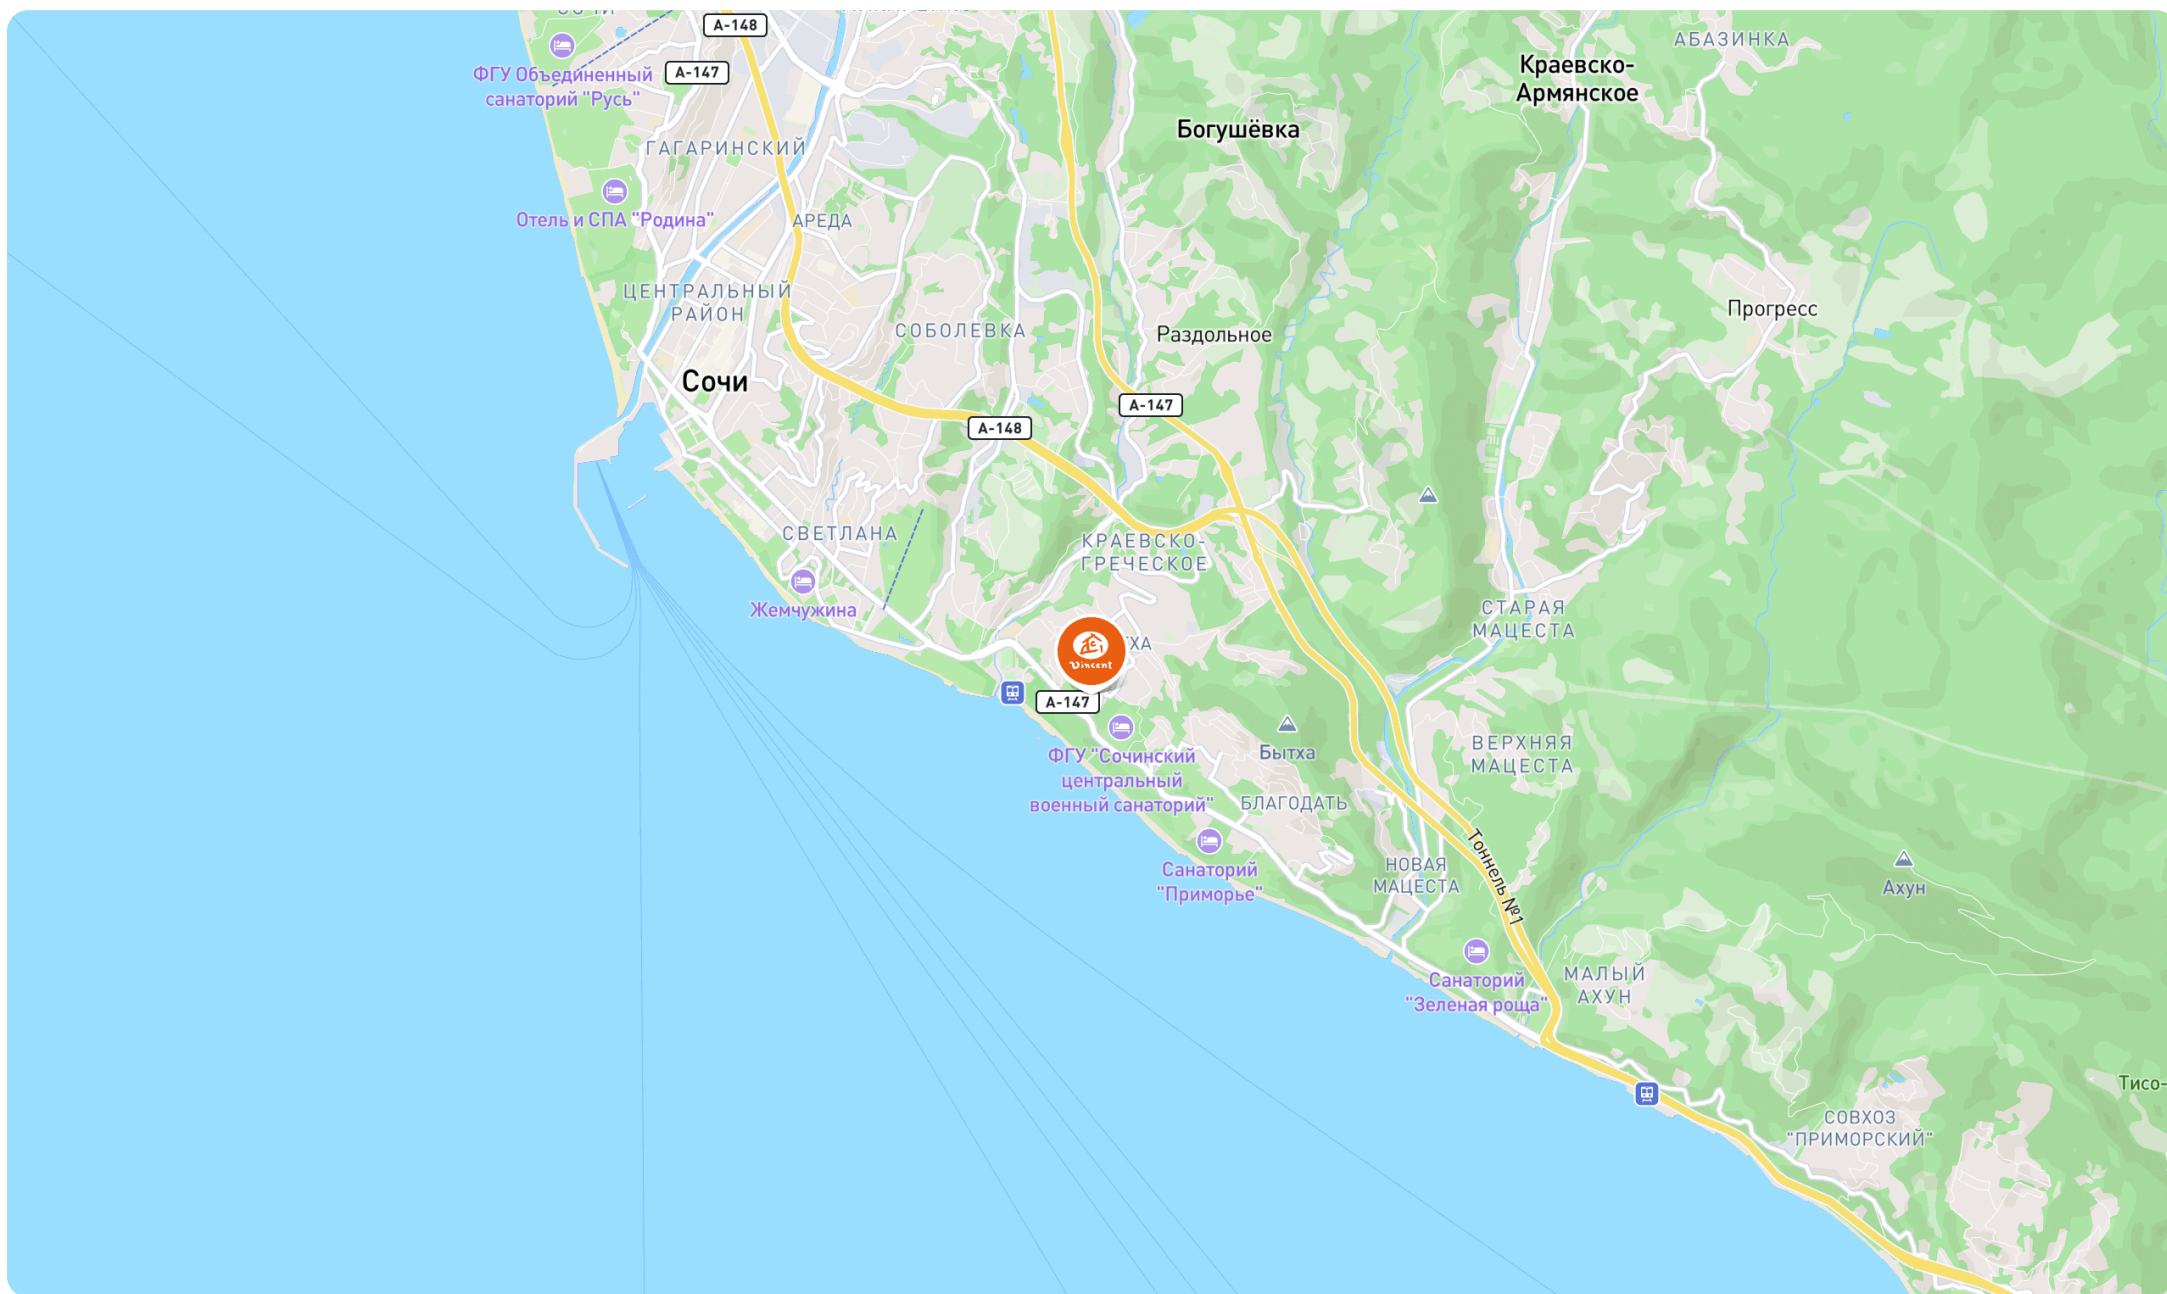 А-148
ФГУ Объединенный
санаторий "Русь"
А-147
АБАЗИНКА
Краевско-
Армянское
Богушёвка
ГАГАРИНСКИЙ
Отель и СПА "Родина"
АРЕДА
ЦЕНТРАЛЬНЫЙ
РАЙОН
СОБОЛЕВКА
Раздольное
Прогресс
Сочи
А-147
А-148
СВЕТЛАНА
КРАЕВСКО-
ГРЕЧЕСКОЕ
Жемчужина
СТАРАЯ
МАЦЕСТА
Vincent
А-147
ФГУ "Сочинский
центральный
военный санаторий"
Бытха
ВЕРХНЯЯ
МАЦЕСТА
БЛАГОДАТЬ
Санаторий
"Приморье"
НОВАЯ
МАЦЕСТА
Тоннель №1
Ахун
Санаторий
"Зеленая роща"
МАЛЫЙ
АХУН
Тисо-
СОВХОЗ
"ПРИМОРСКИЙ"